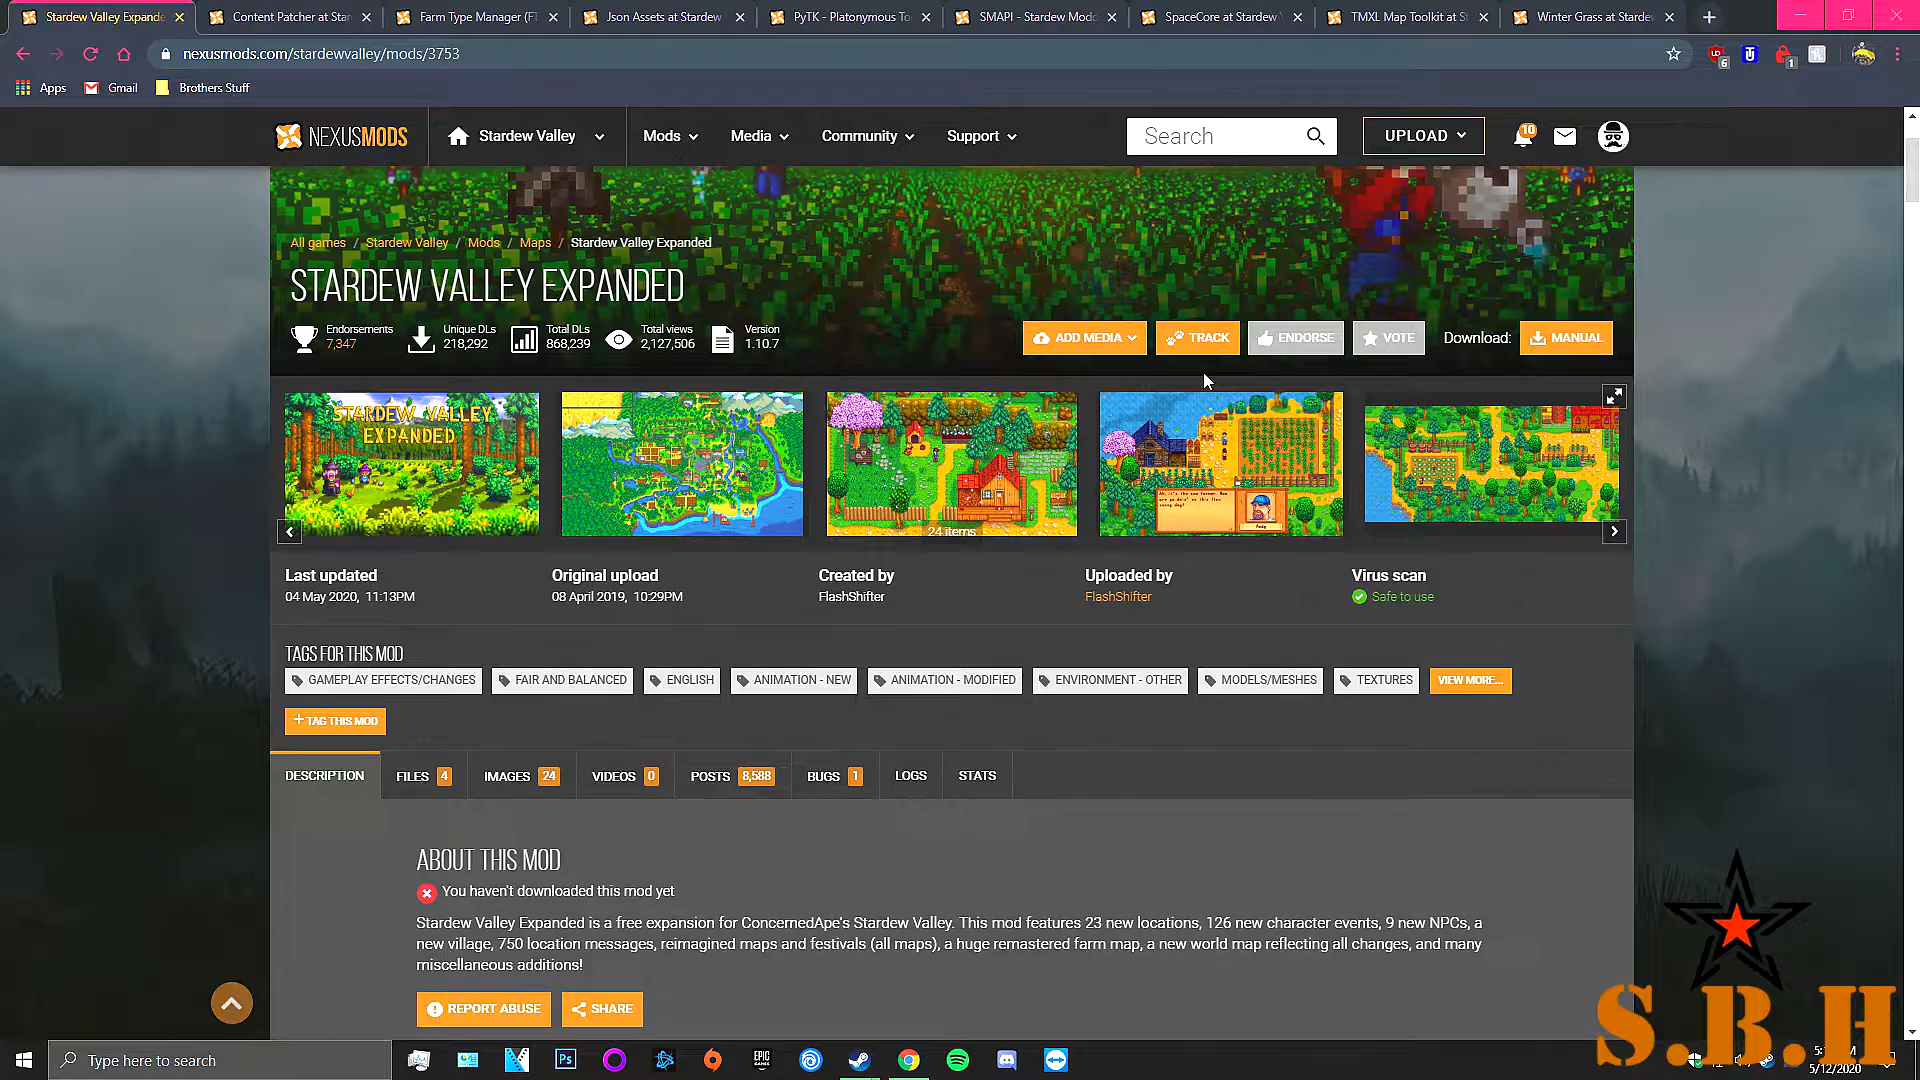 Stardew Valley Expande
Content Patcher at Star
Farm Type Manager (FT
Json Assets at Stardew
PyTK - Platonymous To
SMAPI - Stardew Modd
SpaceCore at Stardew V
TMXL Map Toolkit at St
Winter Grass at Stardew
nexusmods.com/stardewvalley/mods/3753
6
1
Apps
Gmail
Brothers Stuff
NEXUSMODS
Stardew Valley
Mods
Media
Community
Support
Search
UPLOAD
10
All games / Stardew Valley / Mods / Maps / Stardew Valley Expanded
STARDEW VALLEY EXPANDED
Endorsements
7,347
Unique DLs
218,292
Total DLs
868,239
Total views
2,127,506
Version
1.10.7
ADD MEDIA
TRACK
ENDORSE
VOTE
Download:
MANUAL
STARDEW VALLEY
EXPANDED
24 items
Last updated
04 May 2020, 11:13PM
Original upload
08 April 2019, 10:29PM
Created by
FlashShifter
Uploaded by
FlashShifter
Virus scan
Safe to use
TAGS FOR THIS MOD
GAMEPLAY EFFECTS/CHANGES
FAIR AND BALANCED
ENGLISH
ANIMATION - NEW
ANIMATION - MODIFIED
ENVIRONMENT - OTHER
MODELS/MESHES
TEXTURES
VIEW MORE...
+ TAG THIS MOD
DESCRIPTION
FILES 4
IMAGES 24
VIDEOS 0
POSTS 8,588
BUGS 1
LOGS
STATS
ABOUT THIS MOD
You haven't downloaded this mod yet
Stardew Valley Expanded is a free expansion for ConcernedApe's Stardew Valley. This mod features 23 new locations, 126 new character events, 9 new NPCs, a
new village, 750 location messages, reimagined maps and festivals (all maps), a huge remastered farm map, a new world map reflecting all changes, and many
miscellaneous additions!
REPORT ABUSE
SHARE
S.B.H
Type here to search
Ps
EPIC
GAMES
5/12/2020